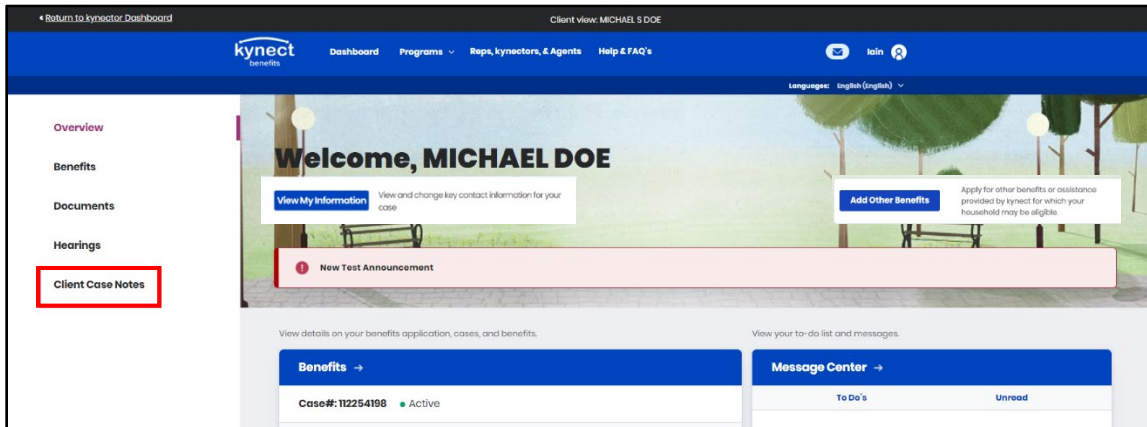 Return to kynector Dashboard
Client view: MICHAEL S DOE
kynect
benefits
Dashboard Programs Reps, kynectors, & Agents Help & FAQ's Iain
Languages: English (English)
Overview
Benefits
Documents
Hearings
Client Case Notes
Welcome, MICHAEL DOE
View My Information
View and change key contact information for your
case
Add Other Benefits
Apply for other benefits or assistance
provided by kynect for which your
household may be eligible.
New Test Announcement
View details on your benefits application, cases, and benefits.
Benefits →
Case#: 112254198 Active
View your to-do list and messages.
Message Center →
To Do's Unread